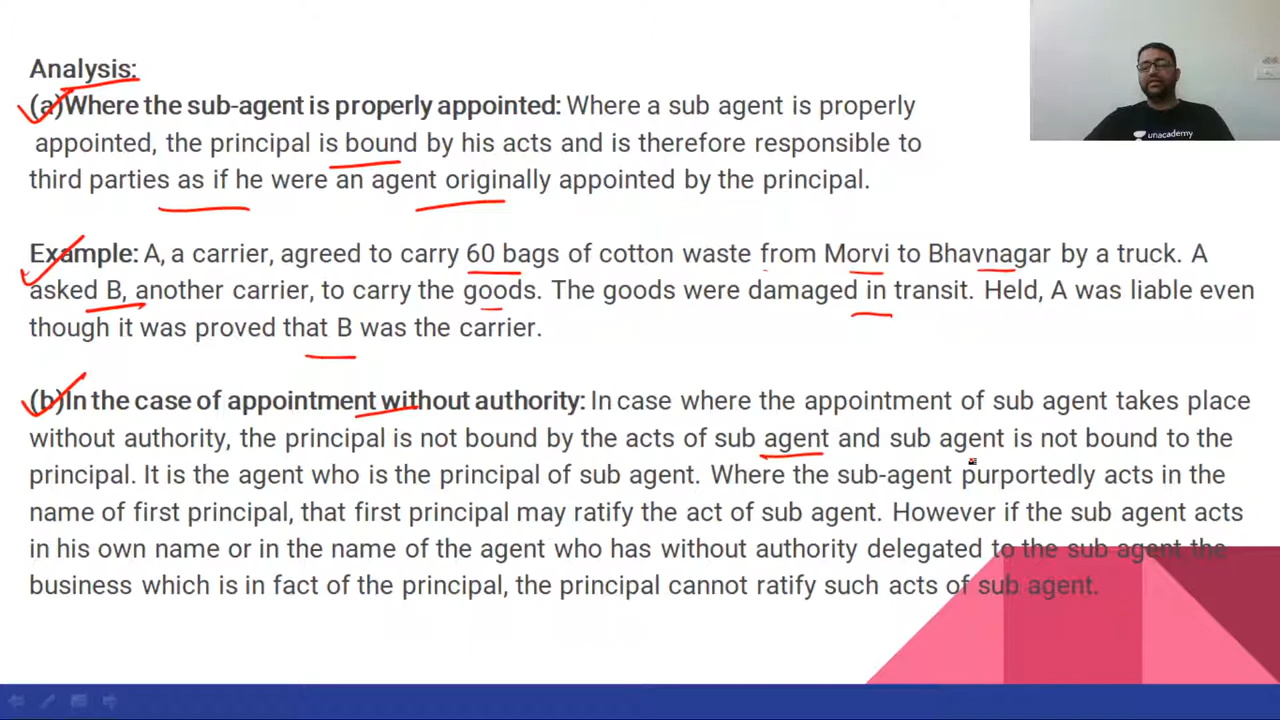 Analysis:
(a)Where the sub-agent is properly appointed: Where a sub agent is properly
appointed, the principal is bound by his acts and is therefore responsible to
third parties as if he were an agent originally appointed by the principal.
Example: A, a carrier, agreed to carry 60 bags of cotton waste from Morvi to Bhavnagar by a truck. A
asked B, another carrier, to carry the goods. The goods were damaged in transit. Held, A was liable even
though it was proved that B was the carrier.
(b)In the case of appointment without authority: In case where the appointment of sub agent takes place
without authority, the principal is not bound by the acts of sub agent and sub agent is not bound to the
principal. It is the agent who is the principal of sub agent. Where the sub-agent purportedly acts in the
name of first principal, that first principal may ratify the act of sub agent. However if the sub agent acts
in his own name or in the name of the agent who has without authority delegated to the sub agent the
business which is in fact of the principal, the principal cannot ratify such acts of sub agent.
unacademy